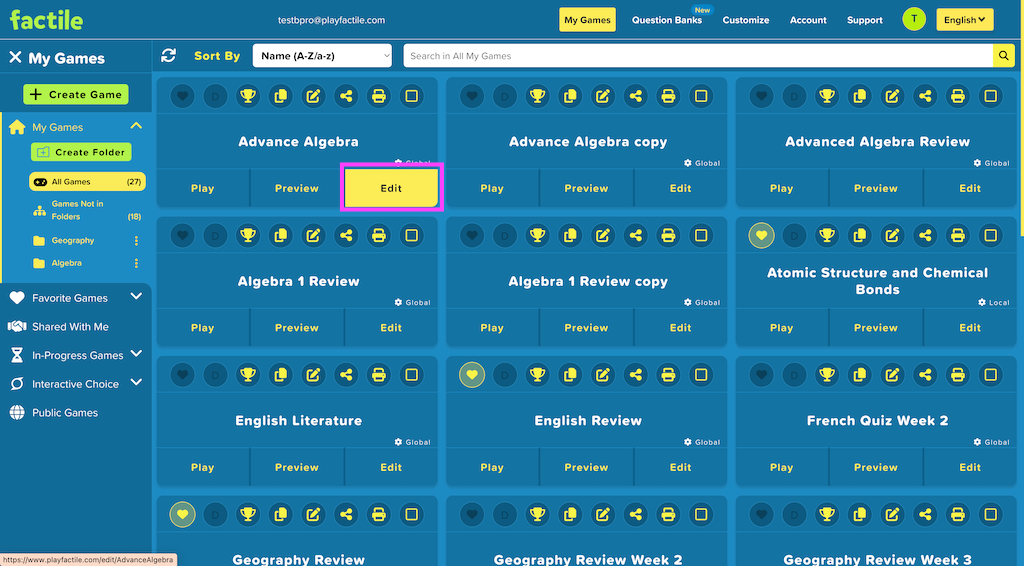 factile
testbpro@playfactile.com
My Games
Question Banks
New
Customize
Account
Support
T
English
My Games
Sort By
Name (A-Z/a-z)
Search in All My Games
Create Game
My Games
Create Folder
All Games (27)
Games Not in
Folders (18)
Geography
Algebra
Favorite Games
Shared With Me
In-Progress Games
Interactive Choice
Public Games
D
Advance Algebra
Global
Play Preview Edit
D
Advance Algebra copy
Global
Play Preview Edit
D
Advanced Algebra Review
Global
Play Preview Edit
D
Algebra 1 Review
Global
Play Preview Edit
D
Algebra 1 Review copy
Global
Play Preview Edit
D
Atomic Structure and Chemical
Bonds
Local
Play Preview Edit
D
English Literature
Global
Play Preview Edit
D
English Review
Global
Play Preview Edit
D
French Quiz Week 2
Global
Play Preview Edit
D
Geography Review
D
Geography Review Week 2
D
Geography Review Week 3
https://www.playfactile.com/edit/AdvanceAlgebra